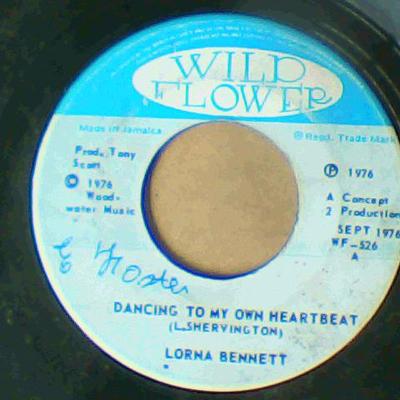 WILD
FLOWER
Made in Jamaica
® Regd. Trade Mark
Prod. Tony
Scott
© 1976
Wood-
water Music
℗ 1976
A Concept
2 Production
SEPT 1976
WF-526
A
DANCING TO MY OWN HEARTBEAT
(L. SHERVINGTON)
LORNA BENNETT